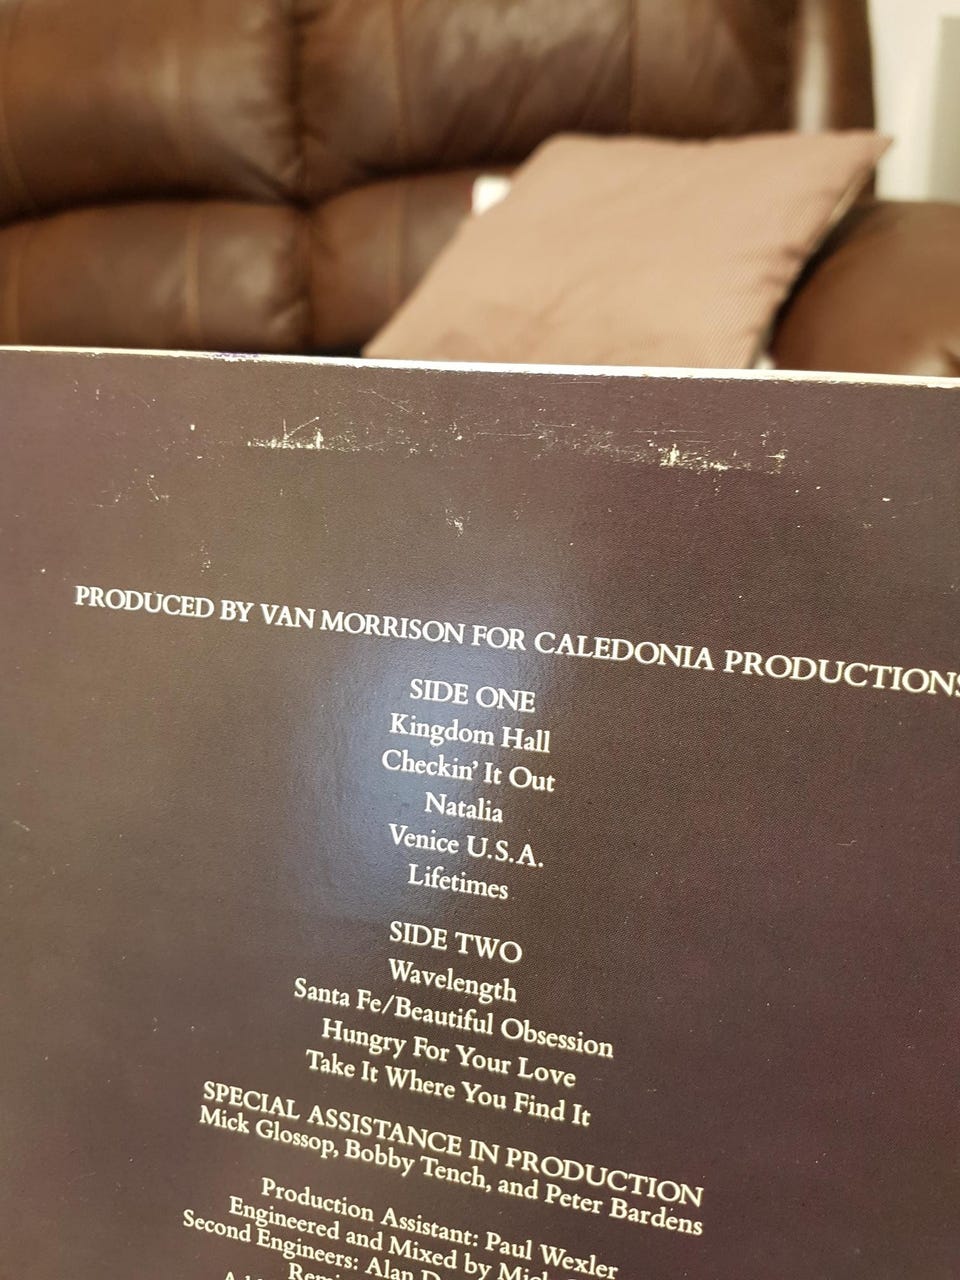 PRODUCED BY VAN MORRISON FOR CALEDONIA PRODUCTIONS
SIDE ONE
Kingdom Hall
Checkin' It Out
Natalia
Venice U.S.A.
Lifetimes
SIDE TWO
Wavelength
Santa Fe/Beautiful Obsession
Hungry For Your Love
Take It Where You Find It
SPECIAL ASSISTANCE IN PRODUCTION
Mick Glossop, Bobby Tench, and Peter Bardens
Production Assistant: Paul Wexler
Engineered and Mixed by Mick
Second Engineers: Alan